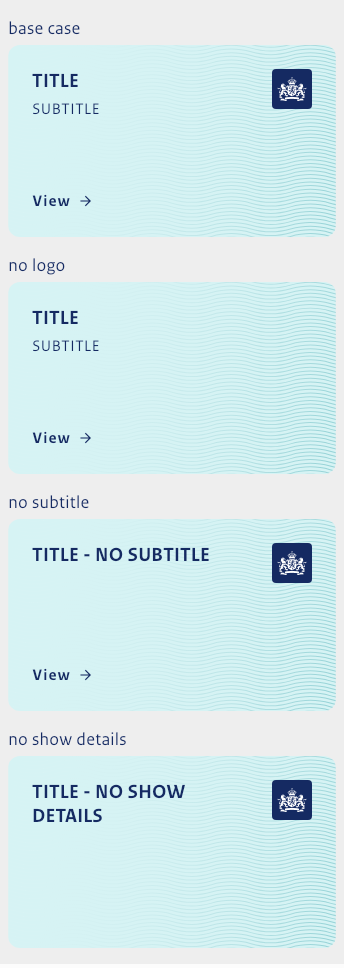 base case
TITLE
SUBTITLE
View →
no logo
TITLE
SUBTITLE
View →
no subtitle
TITLE - NO SUBTITLE
View →
no show details
TITLE - NO SHOW
DETAILS